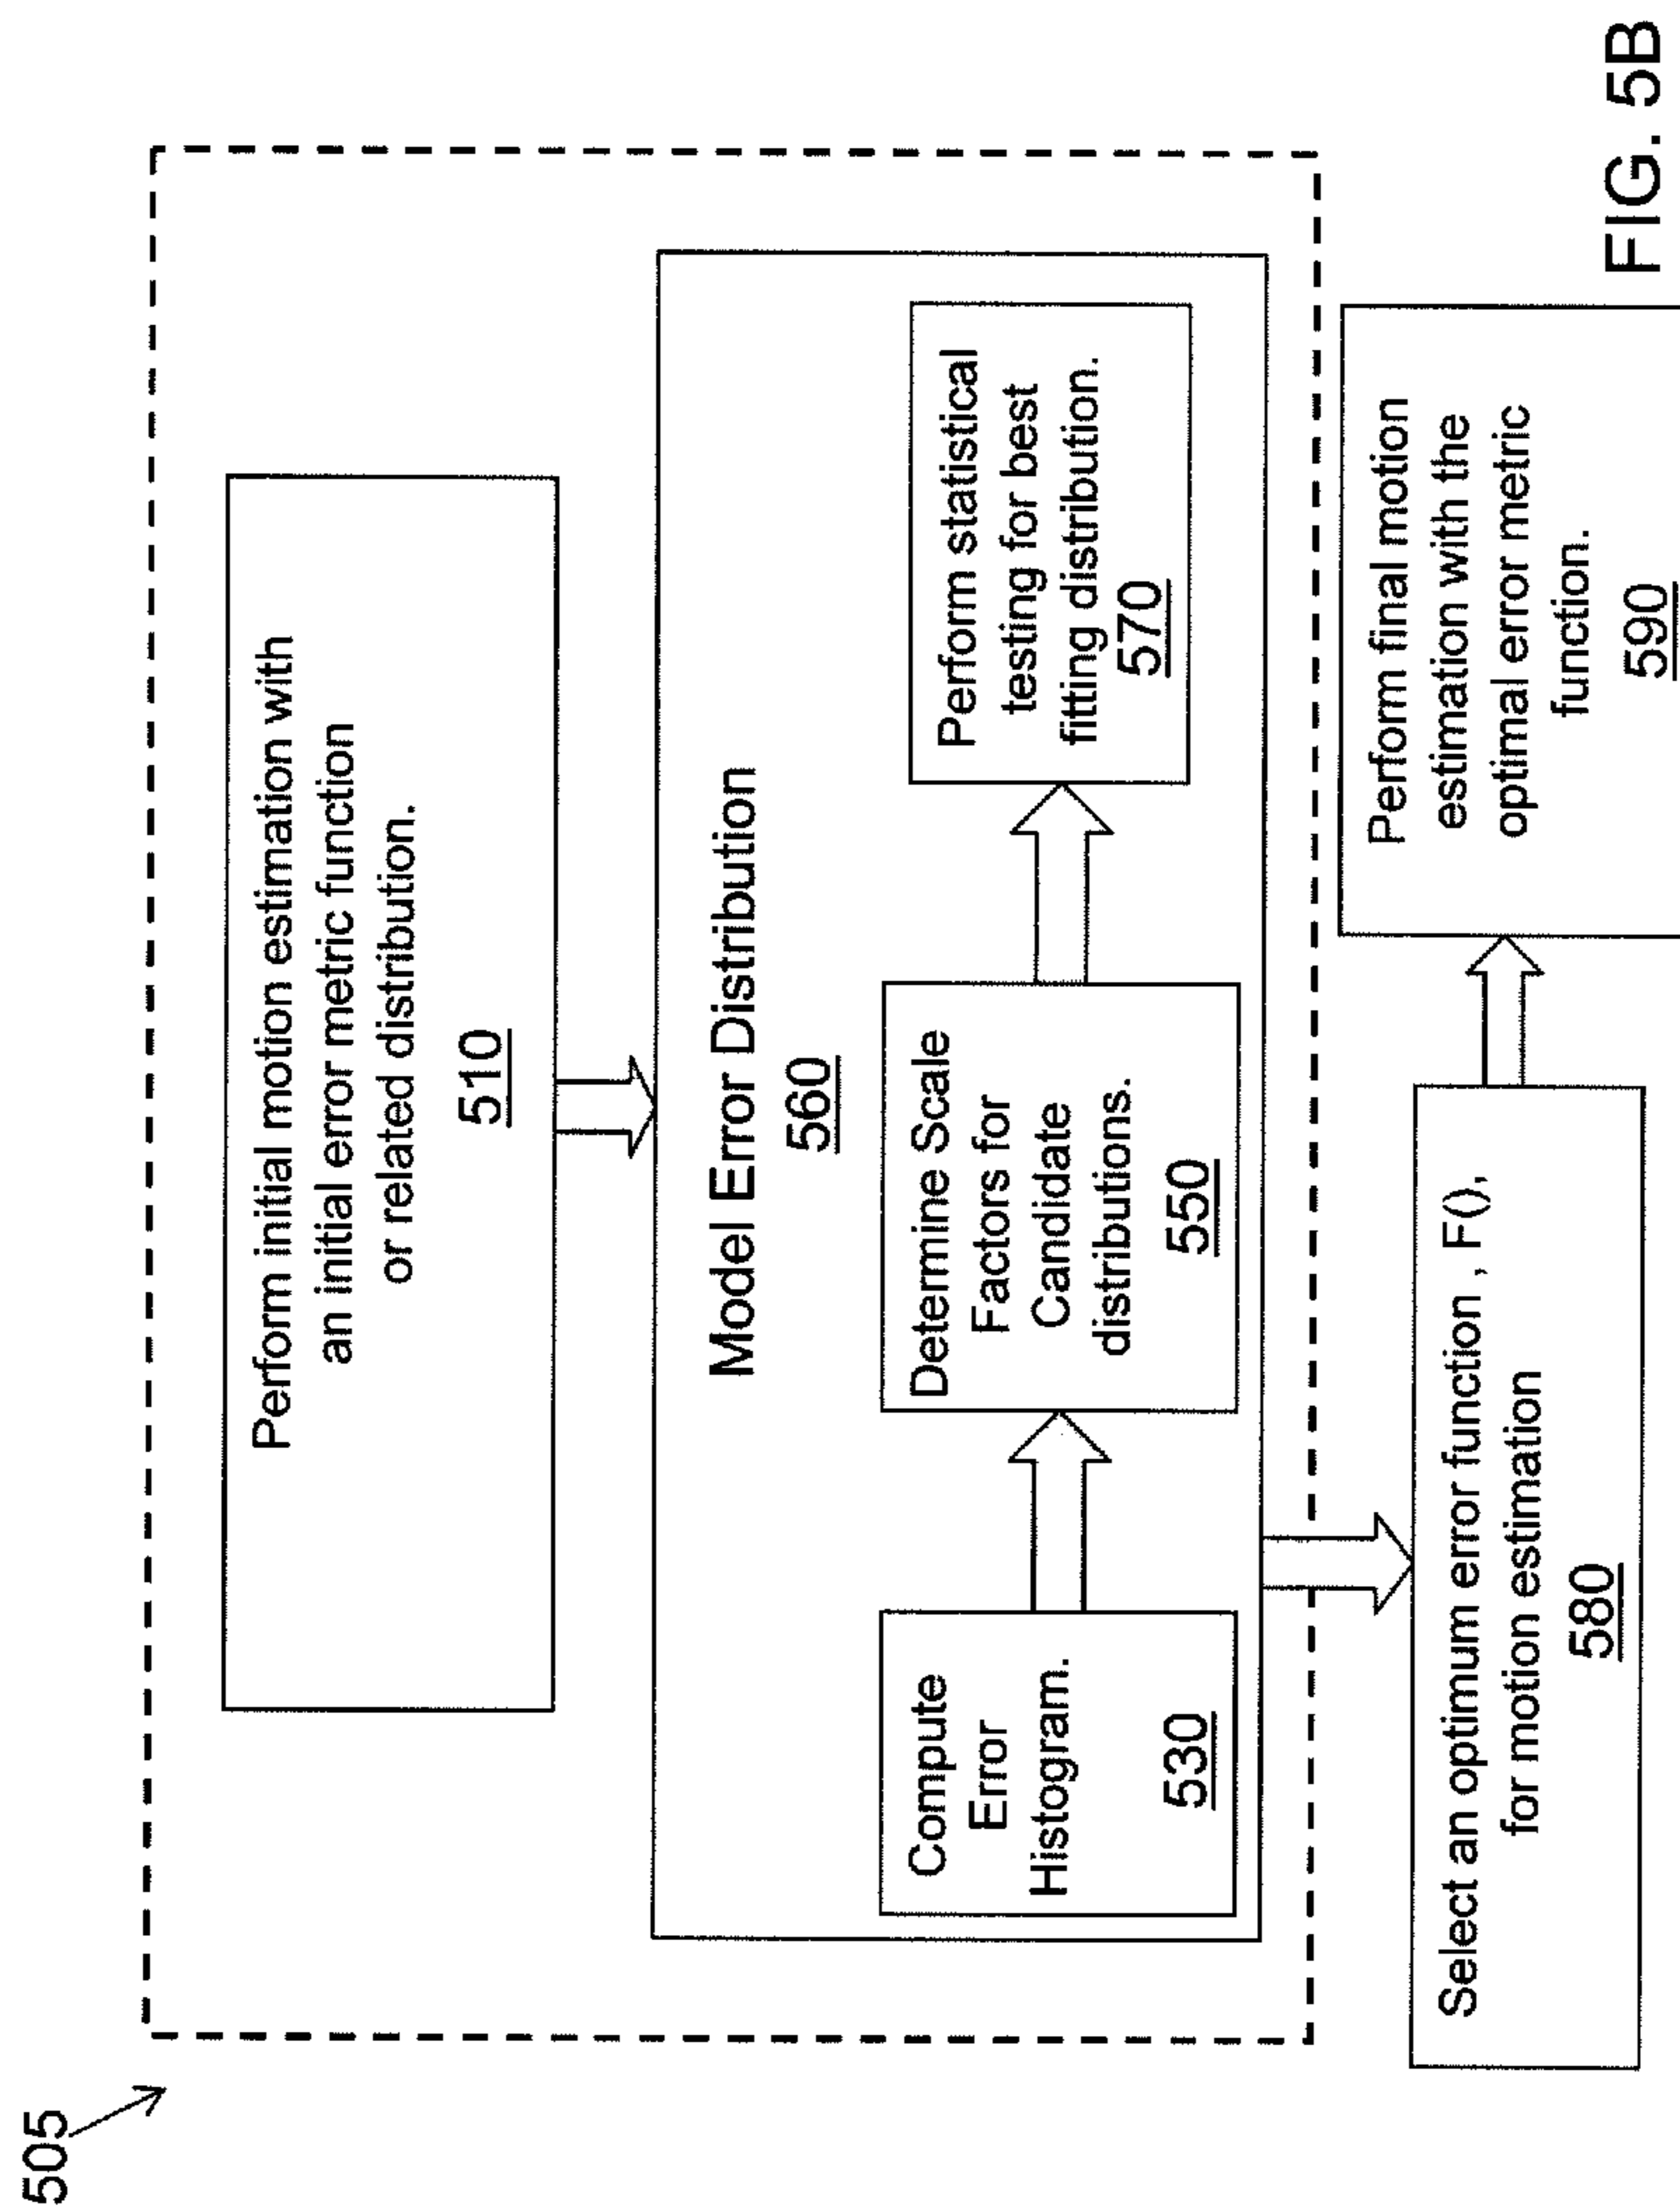 505
Perform initial motion estimation with
an initial error metric function
or related distribution.
510
Model Error Distribution
560
Compute
Error
Histogram.
530
Determine Scale
Factors for
Candidate
distributions.
550
Perform statistical
testing for best
fitting distribution.
570
Select an optimum error function , F(),
for motion estimation
580
Perform final motion
estimation with the
optimal error metric
function.
590
FIG. 5B